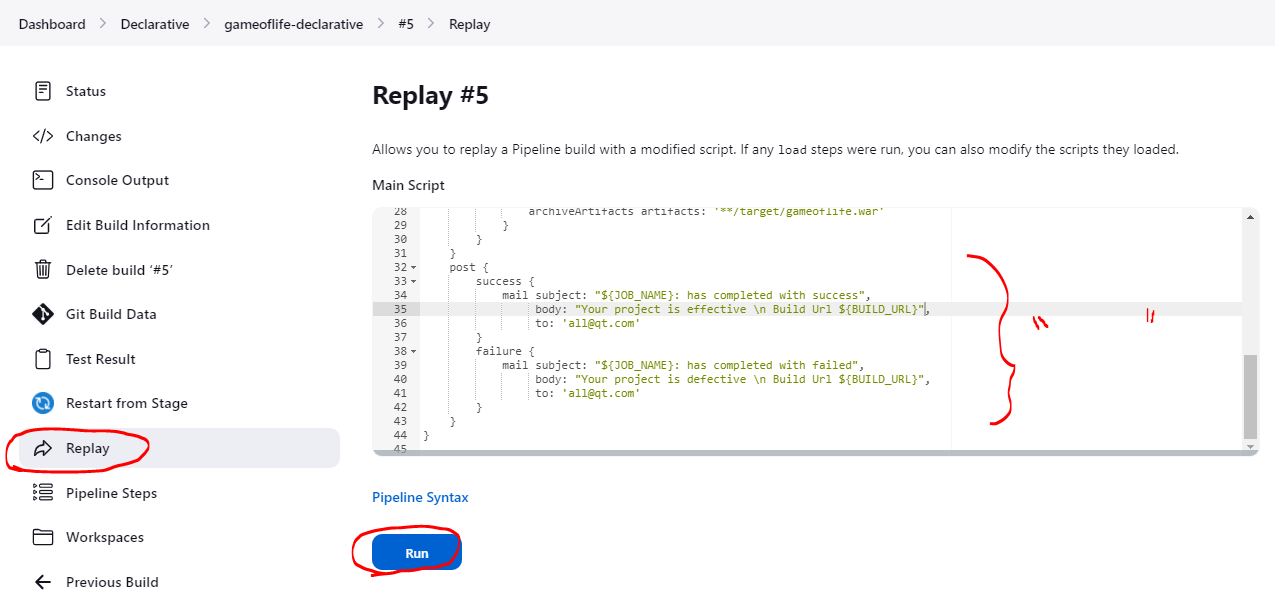 Dashboard > Declarative > gameoflife-declarative > #5 > Replay
Status
Changes
Console Output
Edit Build Information
Delete build ‘#5’
Git Build Data
Test Result
Restart from Stage
Replay
Pipeline Steps
Workspaces
Previous Build
Replay #5
Allows you to replay a Pipeline build with a modified script. If any load steps were run, you can also modify the scripts they loaded.
Main Script
28 archiveArtifacts artifacts: '**/target/gameoflife.war'
29 }
30 }
31 }
32 post {
33 success {
34 mail subject: "${JOB_NAME}: has completed with success",
35 body: "Your project is effective \n Build Url ${BUILD_URL}",
36 to: 'all@qt.com'
37 }
38 failure {
39 mail subject: "${JOB_NAME}: has completed with failed",
40 body: "Your project is defective \n Build Url ${BUILD_URL}",
41 to: 'all@qt.com'
42 }
43 }
44 }
45
Pipeline Syntax
Run